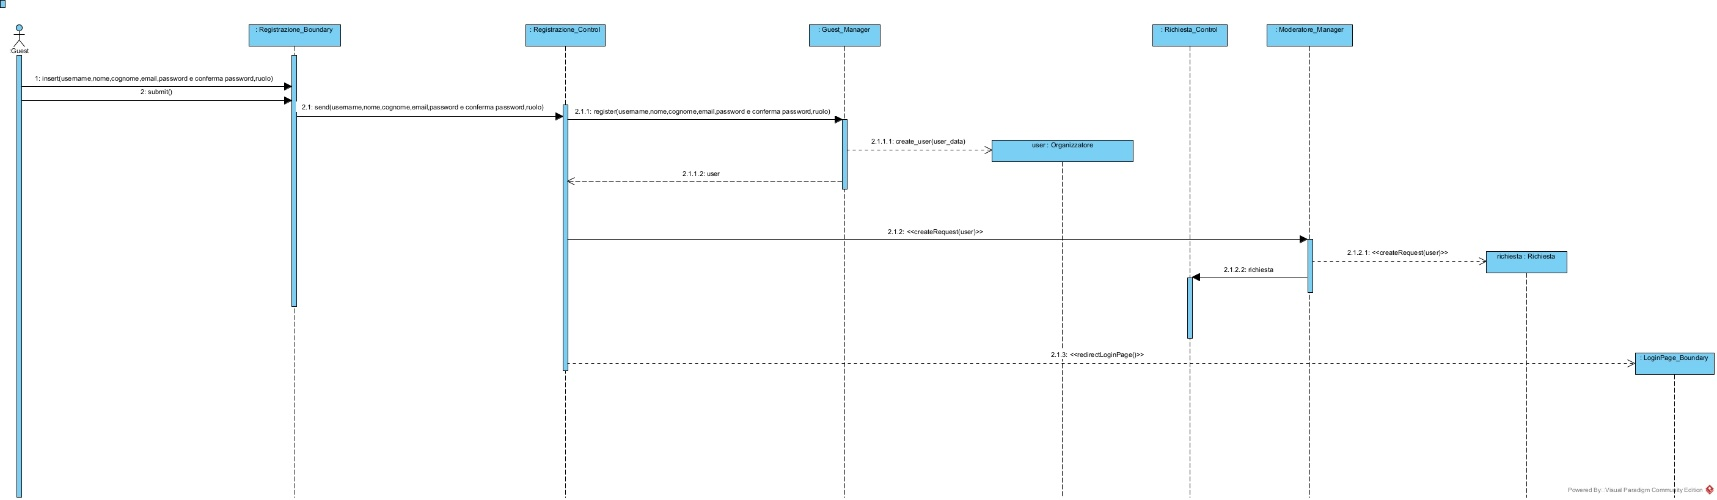 Guest
: Registrazione_Boundary
: Registrazione_Control
: Guest_Manager
: Richiesta_Control
: Moderatore_Manager
1: insert(username,nome,cognome,email,password e conferma password,ruolo)
2: submit()
2.1: send(username,nome,cognome,email,password e conferma password,ruolo)
2.1.1: register(username,nome,cognome,email,password e conferma password,ruolo)
2.1.1.1: create_user(user_data)
user : Organizzatore
2.1.1.2: user
2.1.2: <<createRequest(user)>>
2.1.2.1: <<createRequest(user)>>
richiesta : Richiesta
2.1.2.2: richiesta
2.1.3: <<redirectLoginPage()>>
: LoginPage_Boundary
Powered By : Visual Paradigm Community Edition